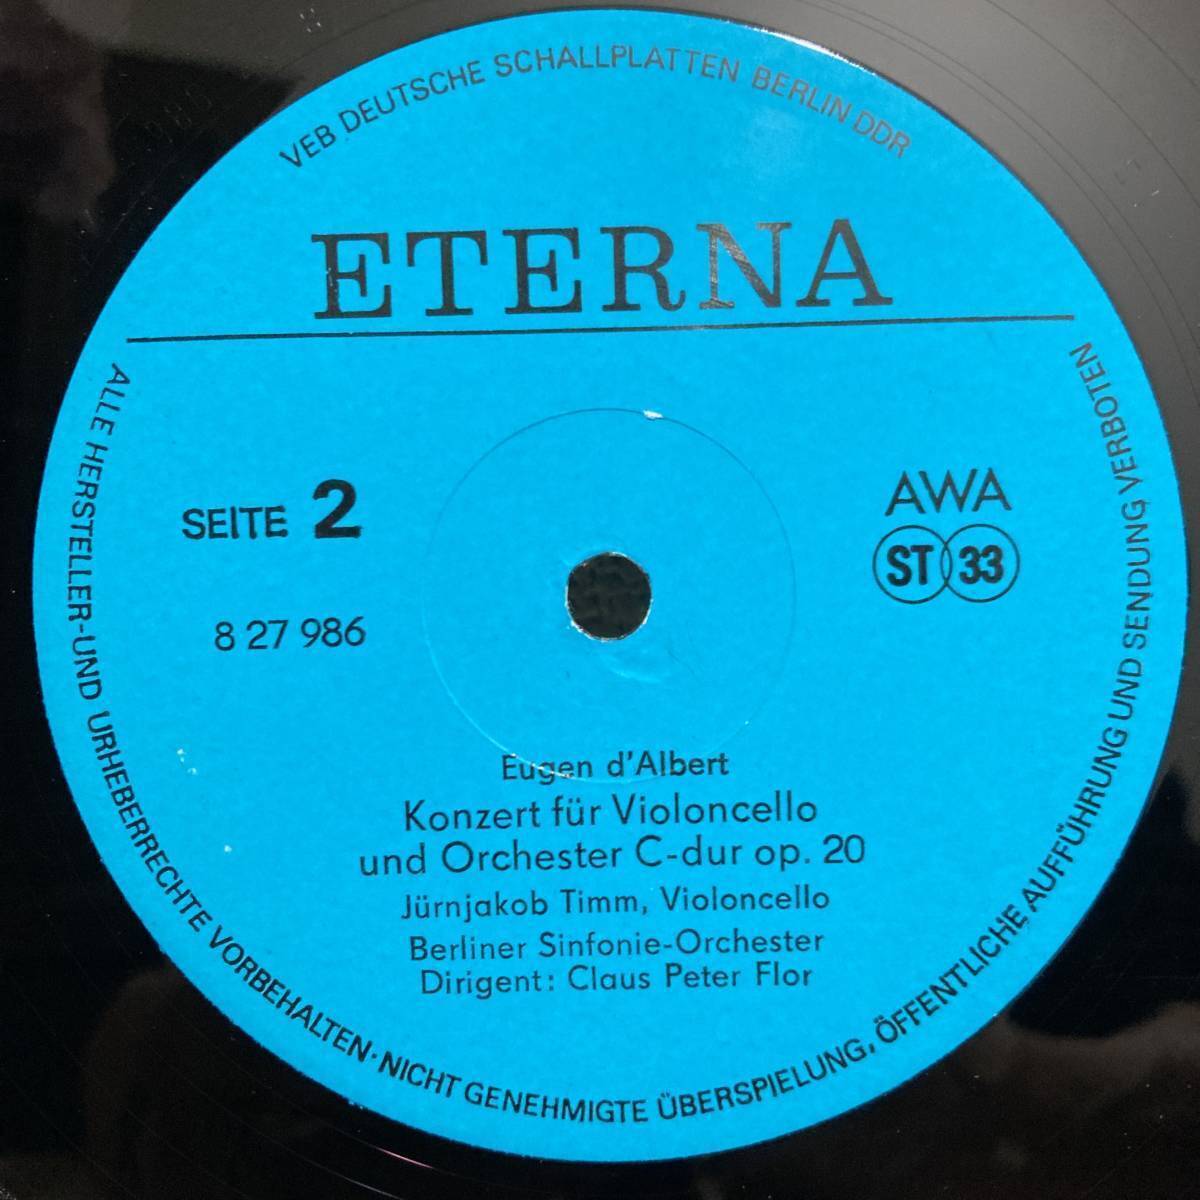 VEB DEUTSCHE SCHALLPLATTEN BERLIN DDR
ETERNA
SEITE 2
8 27 986
AWA
ST 33
Eugen d'Albert
Konzert für Violoncello
und Orchester C-dur op. 20
Jürnjakob Timm, Violoncello
Berliner Sinfonie-Orchester
Dirigent: Claus Peter Flor
ALLE HERSTELLER-UND URHEBERRECHTE VORBEHALTEN·NICHT GENEHMIGTE ÜBERSPIELUNG, ÖFFENTLICHE AUFFÜHRUNG UND SENDUNG VERBOTEN